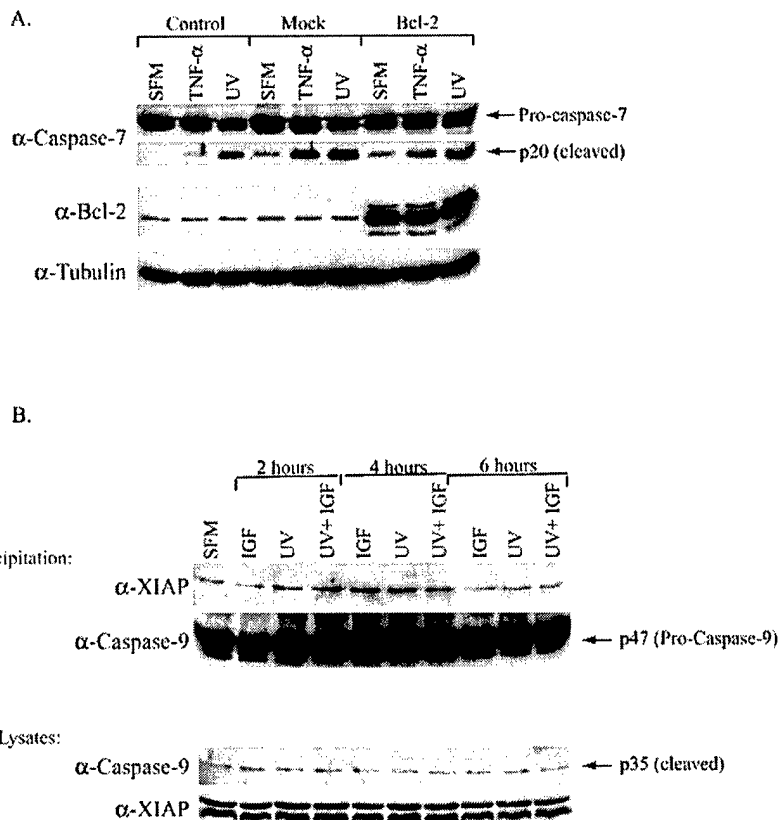 A.
Control Mock Bcl-2
SFM TNF-α UV SFM TNF-α UV SFM TNF-α UV
α-Caspase-7
Pro-caspase-7
p20 (cleaved)
α-Bcl-2
α-Tubulin
B.
2 hours 4 hours 6 hours
SFM IGF UV UV+ IGF IGF UV UV+ IGF IGF UV UV+ IGF
cipitation:
α-XIAP
α-Caspase-9
p47 (Pro-Caspase-9)
Lysates:
α-Caspase-9
p35 (cleaved)
α-XIAP